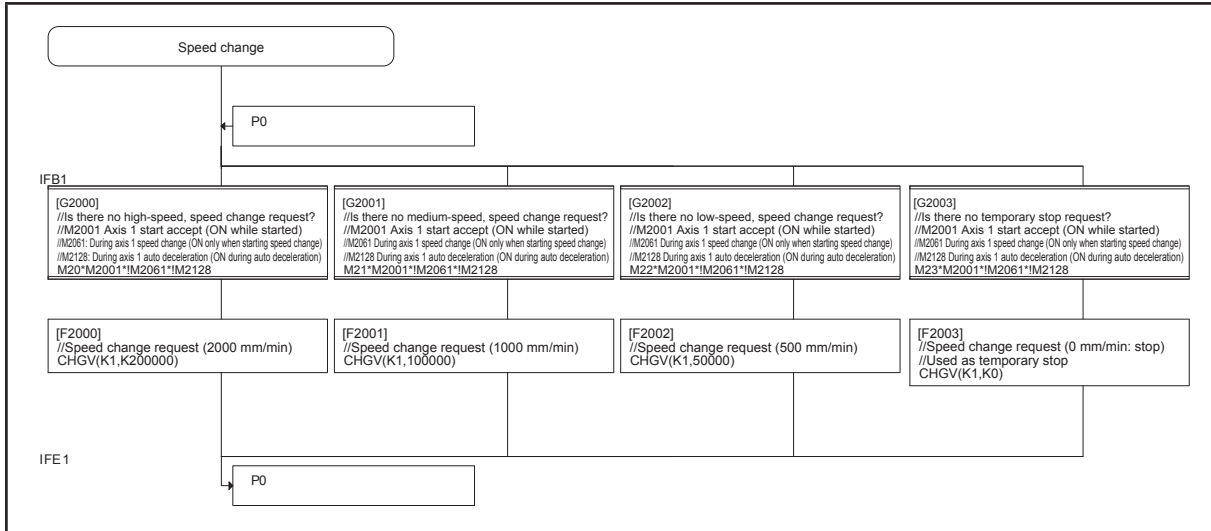 Speed change
P0
IFB1
[G2000]
//Is there no high-speed, speed change request?
//M2001 Axis 1 start accept (ON while started)
//M2061: During axis 1 speed change (ON only when starting speed change)
//M2128: During axis 1 auto deceleration (ON during auto deceleration)
M20*M2001*!M2061*!M2128
[G2001]
//Is there no medium-speed, speed change request?
//M2001 Axis 1 start accept (ON while started)
//M2061 During axis 1 speed change (ON only when starting speed change)
//M2128 During axis 1 auto deceleration (ON during auto deceleration)
M21*M2001*!M2061*!M2128
[G2002]
//Is there no low-speed, speed change request?
//M2001 Axis 1 start accept (ON while started)
//M2061 During axis 1 speed change (ON only when starting speed change)
//M2128 During axis 1 auto deceleration (ON during auto deceleration)
M22*M2001*!M2061*!M2128
[G2003]
//Is there no temporary stop request?
//M2001 Axis 1 start accept (ON while started)
//M2061 During axis 1 speed change (ON only when starting speed change)
//M2128 During axis 1 auto deceleration (ON during auto deceleration)
M23*M2001*!M2061*!M2128
[F2000]
//Speed change request (2000 mm/min)
CHGV(K1,K200000)
[F2001]
//Speed change request (1000 mm/min)
CHGV(K1,100000)
[F2002]
//Speed change request (500 mm/min)
CHGV(K1,50000)
[F2003]
//Speed change request (0 mm/min: stop)
//Used as temporary stop
CHGV(K1,K0)
IFE1
P0